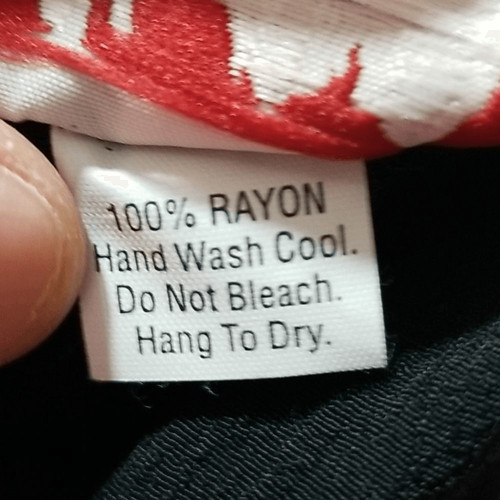 100% RAYON
Hand Wash Cool.
Do Not Bleach.
Hang To Dry.